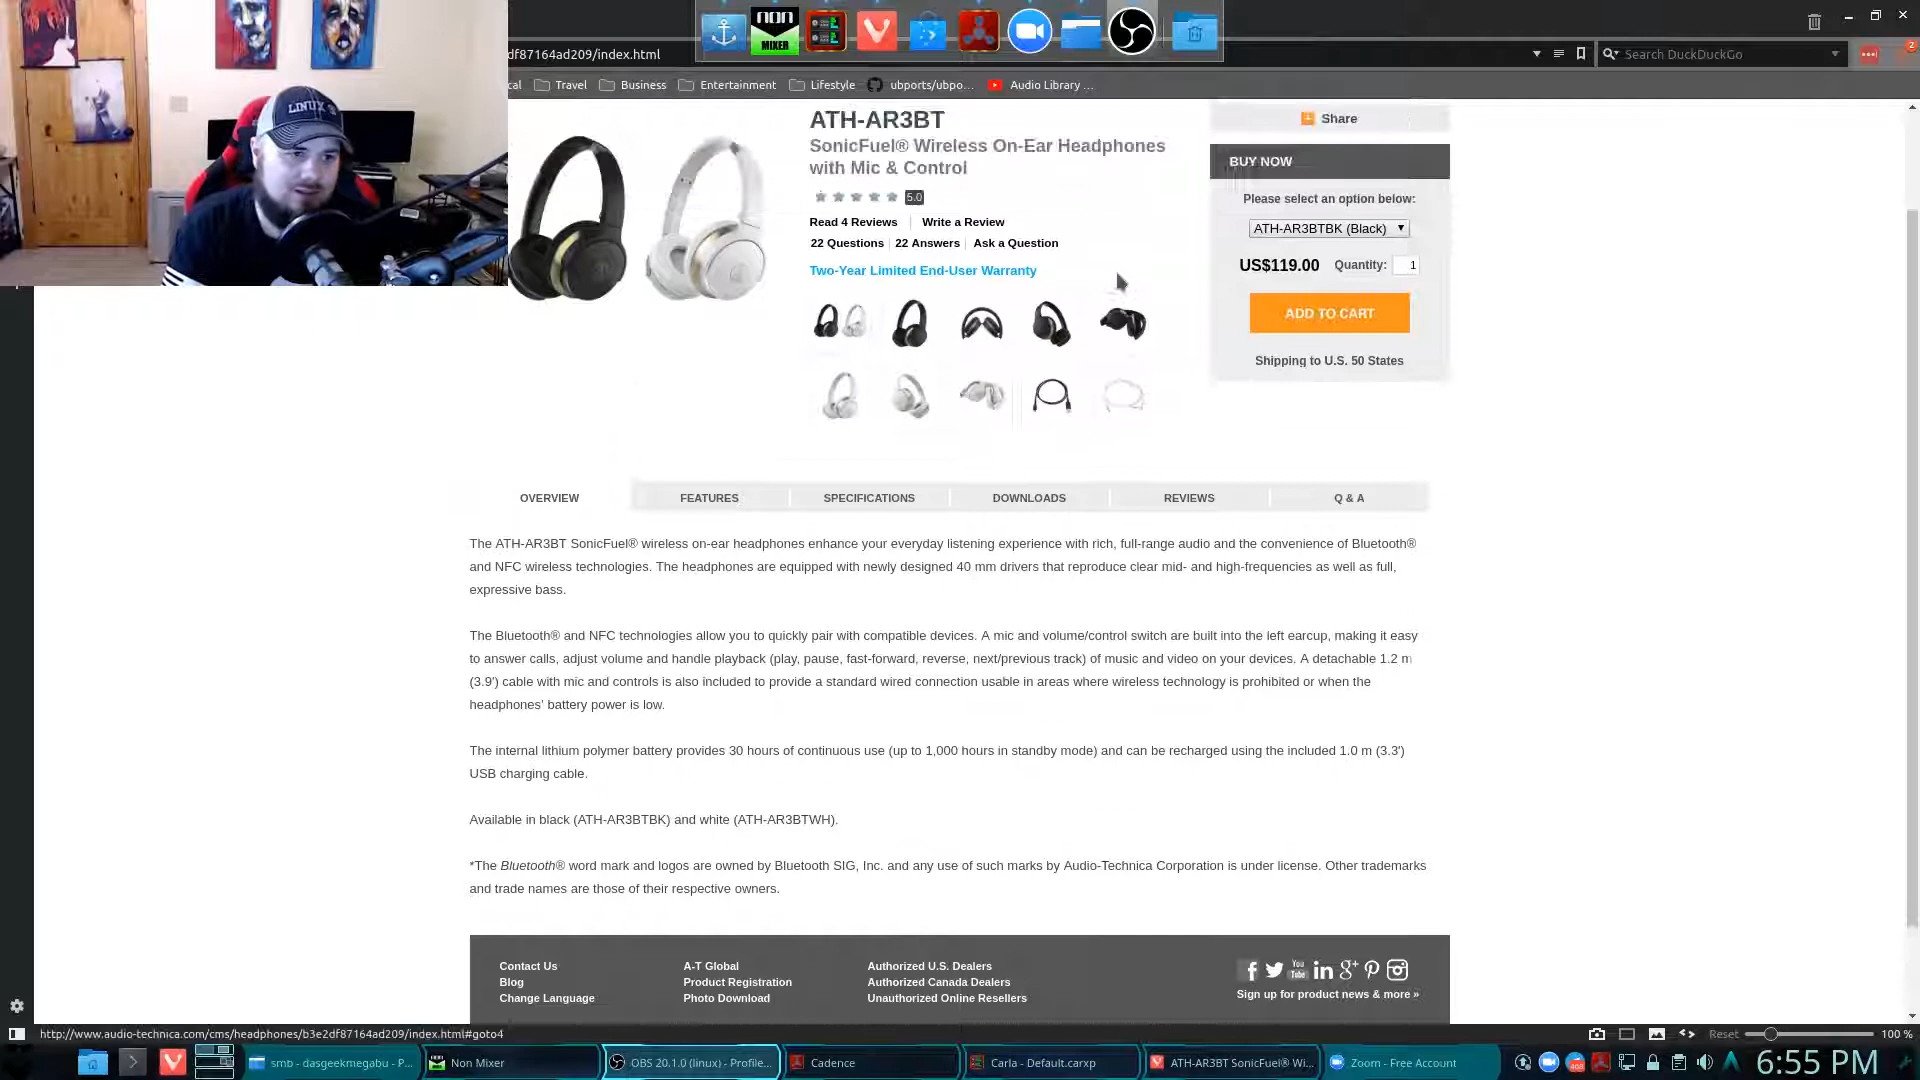 LINUX
non
MIXER
df87164ad209/index.html
Search DuckDuckGo
2
cal
Travel
Business
Entertainment
Lifestyle
ubports/ubpo...
Audio Library ...
ATH-AR3BT
SonicFuel® Wireless On-Ear Headphones
with Mic & Control
5.0
Read 4 Reviews
Write a Review
22 Questions
22 Answers
Ask a Question
Two-Year Limited End-User Warranty
Share
BUY NOW
Please select an option below:
ATH-AR3BTBK (Black)
US$119.00 Quantity: 1
ADD TO CART
Shipping to U.S. 50 States
OVERVIEW
FEATURES
SPECIFICATIONS
DOWNLOADS
REVIEWS
Q & A
The ATH-AR3BT SonicFuel® wireless on-ear headphones enhance your everyday listening experience with rich, full-range audio and the convenience of Bluetooth®
and NFC wireless technologies. The headphones are equipped with newly designed 40 mm drivers that reproduce clear mid- and high-frequencies as well as full,
expressive bass.
The Bluetooth® and NFC technologies allow you to quickly pair with compatible devices. A mic and volume/control switch are built into the left earcup, making it easy
to answer calls, adjust volume and handle playback (play, pause, fast-forward, reverse, next/previous track) of music and video on your devices. A detachable 1.2 m
(3.9') cable with mic and controls is also included to provide a standard wired connection usable in areas where wireless technology is prohibited or when the
headphones' battery power is low.
The internal lithium polymer battery provides 30 hours of continuous use (up to 1,000 hours in standby mode) and can be recharged using the included 1.0 m (3.3')
USB charging cable.
Available in black (ATH-AR3BTBK) and white (ATH-AR3BTWH).
*The Bluetooth® word mark and logos are owned by Bluetooth SIG, Inc. and any use of such marks by Audio-Technica Corporation is under license. Other trademarks
and trade names are those of their respective owners.
Contact Us
Blog
Change Language
A-T Global
Product Registration
Photo Download
Authorized U.S. Dealers
Authorized Canada Dealers
Unauthorized Online Resellers
You Tube
Sign up for product news & more »
http://www.audio-technica.com/cms/headphones/b3e2df87164ad209/index.html#goto4
Reset
100 %
smb - dasgeekmegabu - P...
Non Mixer
OBS 20.1.0 (linux) - Profile...
Cadence
Carla - Default.carxp
ATH-AR3BT SonicFuel® Wi...
Zoom - Free Account
6:55 PM